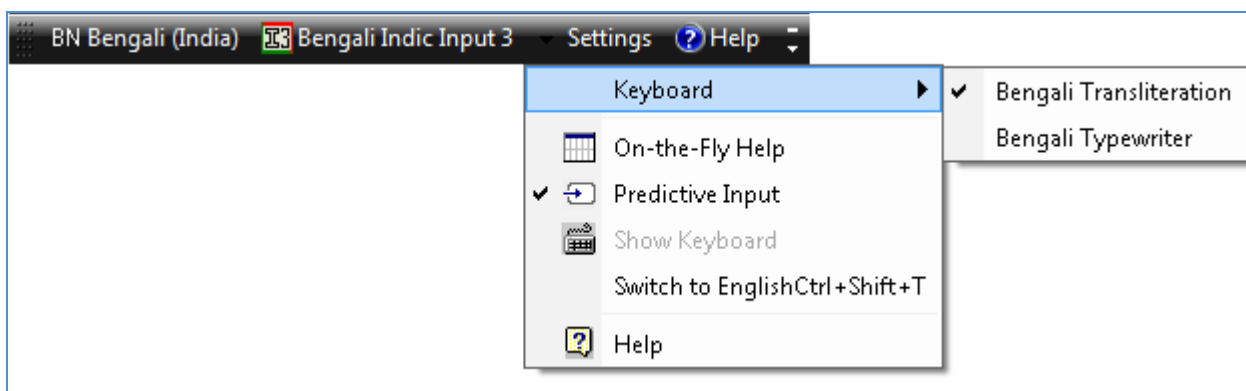 BN Bengali (India) I3 Bengali Indic Input 3 Settings ? Help
Keyboard
Bengali Transliteration
Bengali Typewriter
On-the-Fly Help
Predictive Input
Show Keyboard
Switch to EnglishCtrl+Shift+T
? Help